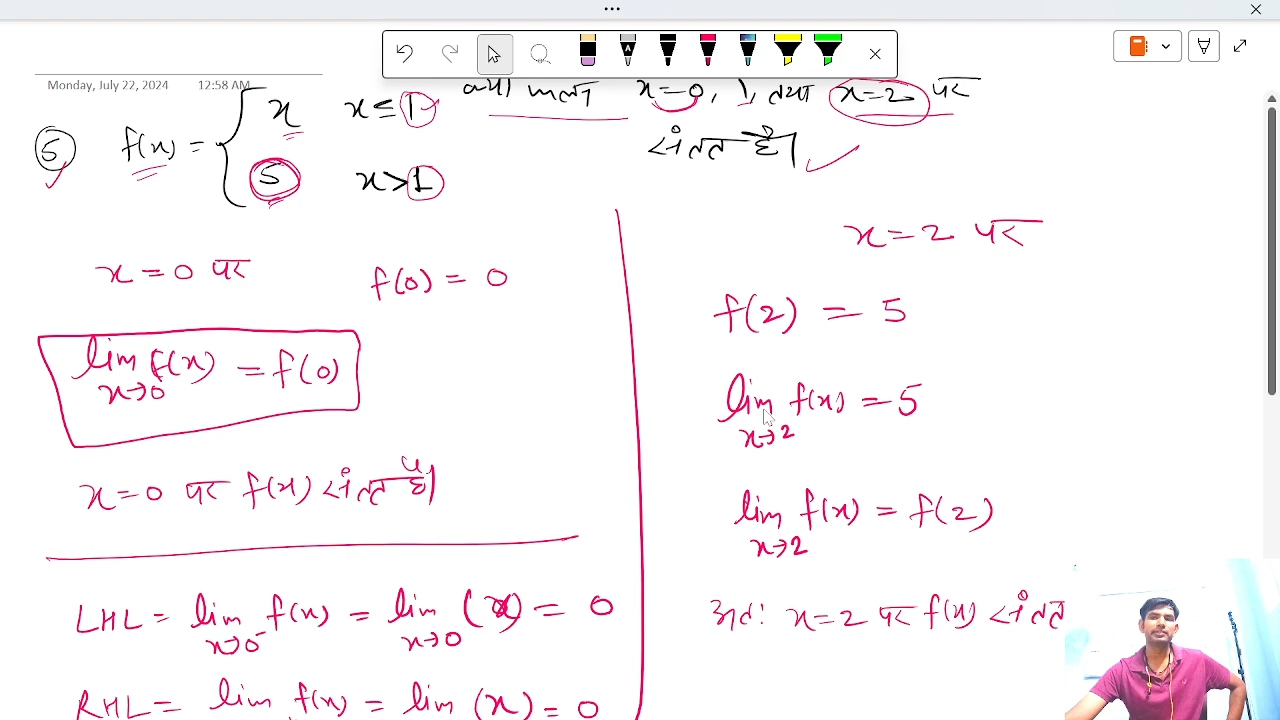 Monday, July 22, 2024 12:58 AM
क्या फलन x=0, 1, तथा x=2 पर
संतत है।
⑤ f(x) = { x x ≤ 1
5 x > 1
x = 0 पर f(0) = 0
lim x→0 f(x) = f(0)
x=0 पर f(x) संतत है।
LHL = lim x→0⁻ f(x) = lim x→0 (x) = 0
RHL = lim f(x) = lim (x) = 0
x = 2 पर
f(2) = 5
lim x→2 f(x) = 5
lim x→2 f(x) = f(2)
अतः x=2 पर f(x) संतत